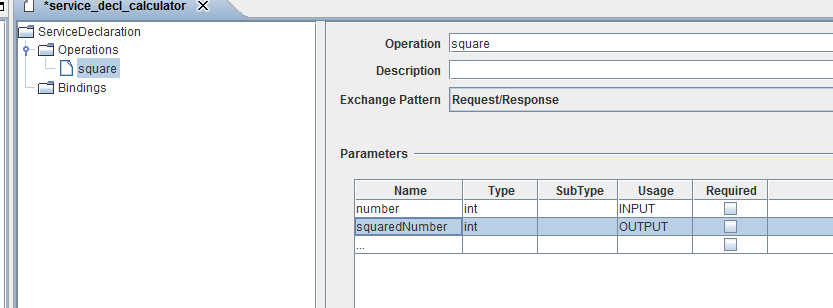 *service_decl_calculator
ServiceDeclaration
Operations
square
Bindings
Operation square
Description
Exchange Pattern Request/Response
Parameters
Name Type SubType Usage Required
number int INPUT
squaredNumber int OUTPUT
...